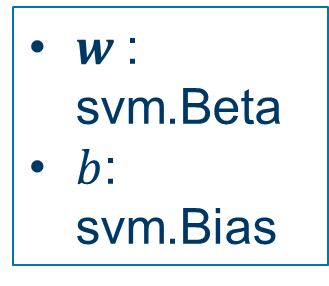 • w :
svm.Beta
• b:
svm.Bias